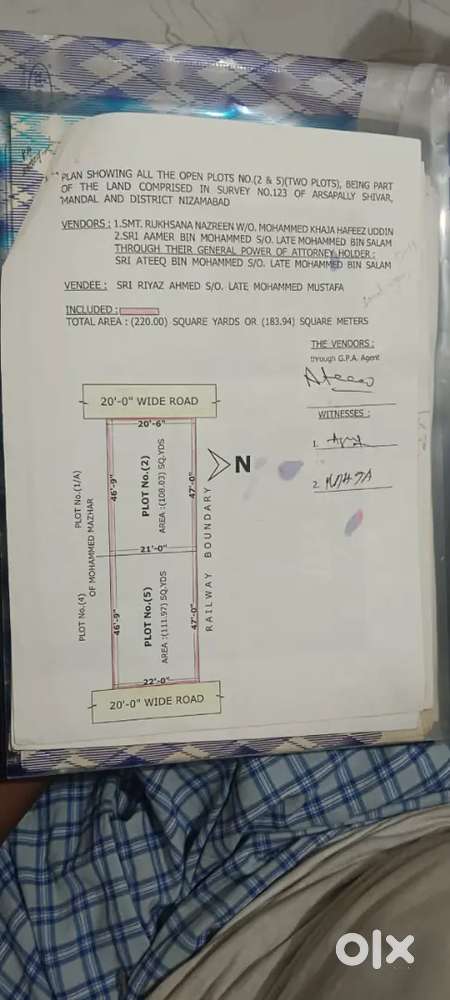 PLAN SHOWING ALL THE OPEN PLOTS NO.(2 & 5)(TWO PLOTS), BEING PART
OF THE LAND COMPRISED IN SURVEY NO.123 OF ARSAPALLY SHIVAR,
MANDAL AND DISTRICT NIZAMABAD
VENDORS : 1.SMT. RUKHSANA NAZREEN W/O. MOHAMMED KHAJA HAFEEZ UDDIN
2.SRI AAMER BIN MOHAMMED S/O. LATE MOHAMMED BIN SALAM
THROUGH THEIR GENERAL POWER OF ATTORNEY HOLDER :
SRI ATEEQ BIN MOHAMMED S/O. LATE MOHAMMED BIN SALAM
VENDEE : SRI RIYAZ AHMED S/O. LATE MOHAMMED MUSTAFA
INCLUDED :
TOTAL AREA : (220.00) SQUARE YARDS OR (183.94) SQUARE METERS
THE VENDORS :
through G.P.A. Agent
Ateeq
WITNESSES :
1.
2.
20'-0" WIDE ROAD
20'-6"
PLOT No.(1/A)
OF MOHAMMED MAZHAR
46'-9"
PLOT No.(2)
AREA :(108.03) SQ.YDS
47'-0"
N
RAILWAY BOUNDARY
21'-0"
PLOT No.(4)
46'-9"
PLOT No.(5)
AREA :(111.97) SQ.YDS
47'-0"
22'-0"
20'-0" WIDE ROAD
olx